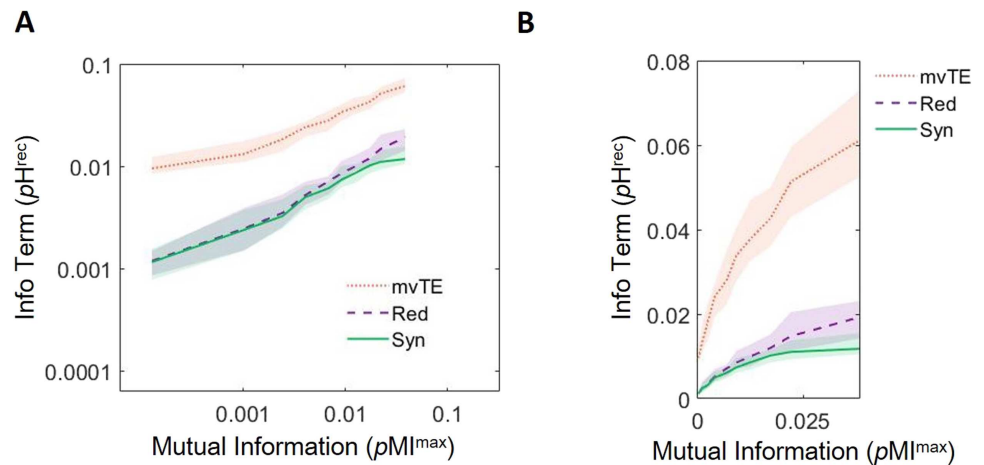 A
Info Term (pHrec)
0.1
0.01
0.001
0.0001
mvTE
Red
Syn
0.001
0.01
0.1
Mutual Information (pMImax)
B
Info Term (pHrec)
0.08
0.06
0.04
0.02
0
mvTE
Red
Syn
0
0.025
Mutual Information (pMImax)